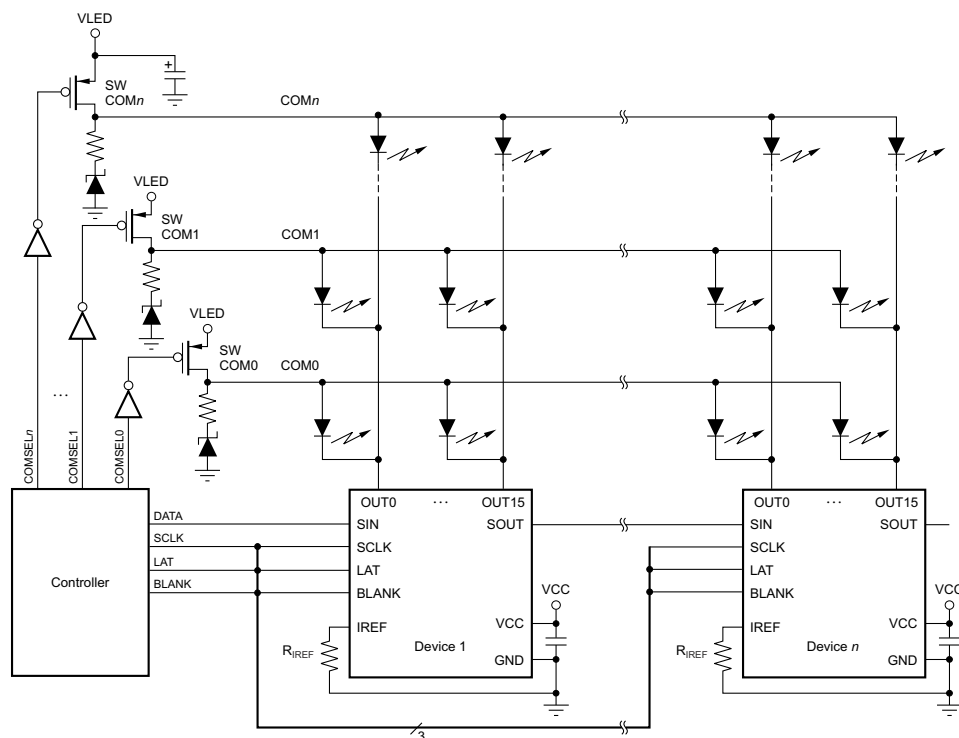 VLED
SW
COMn
COMn
VLED
SW
COM1
COM1
VLED
SW
COM0
COM0
...
COMSELn
COMSEL1
COMSEL0
Controller
DATA
SCLK
LAT
BLANK
OUT0 ... OUT15
SIN
SOUT
SCLK
LAT
BLANK
IREF
VCC
GND
Device 1
VCC
RIREF
OUT0 ... OUT15
SIN
SOUT
SCLK
LAT
BLANK
IREF
VCC
GND
Device n
VCC
RIREF
3